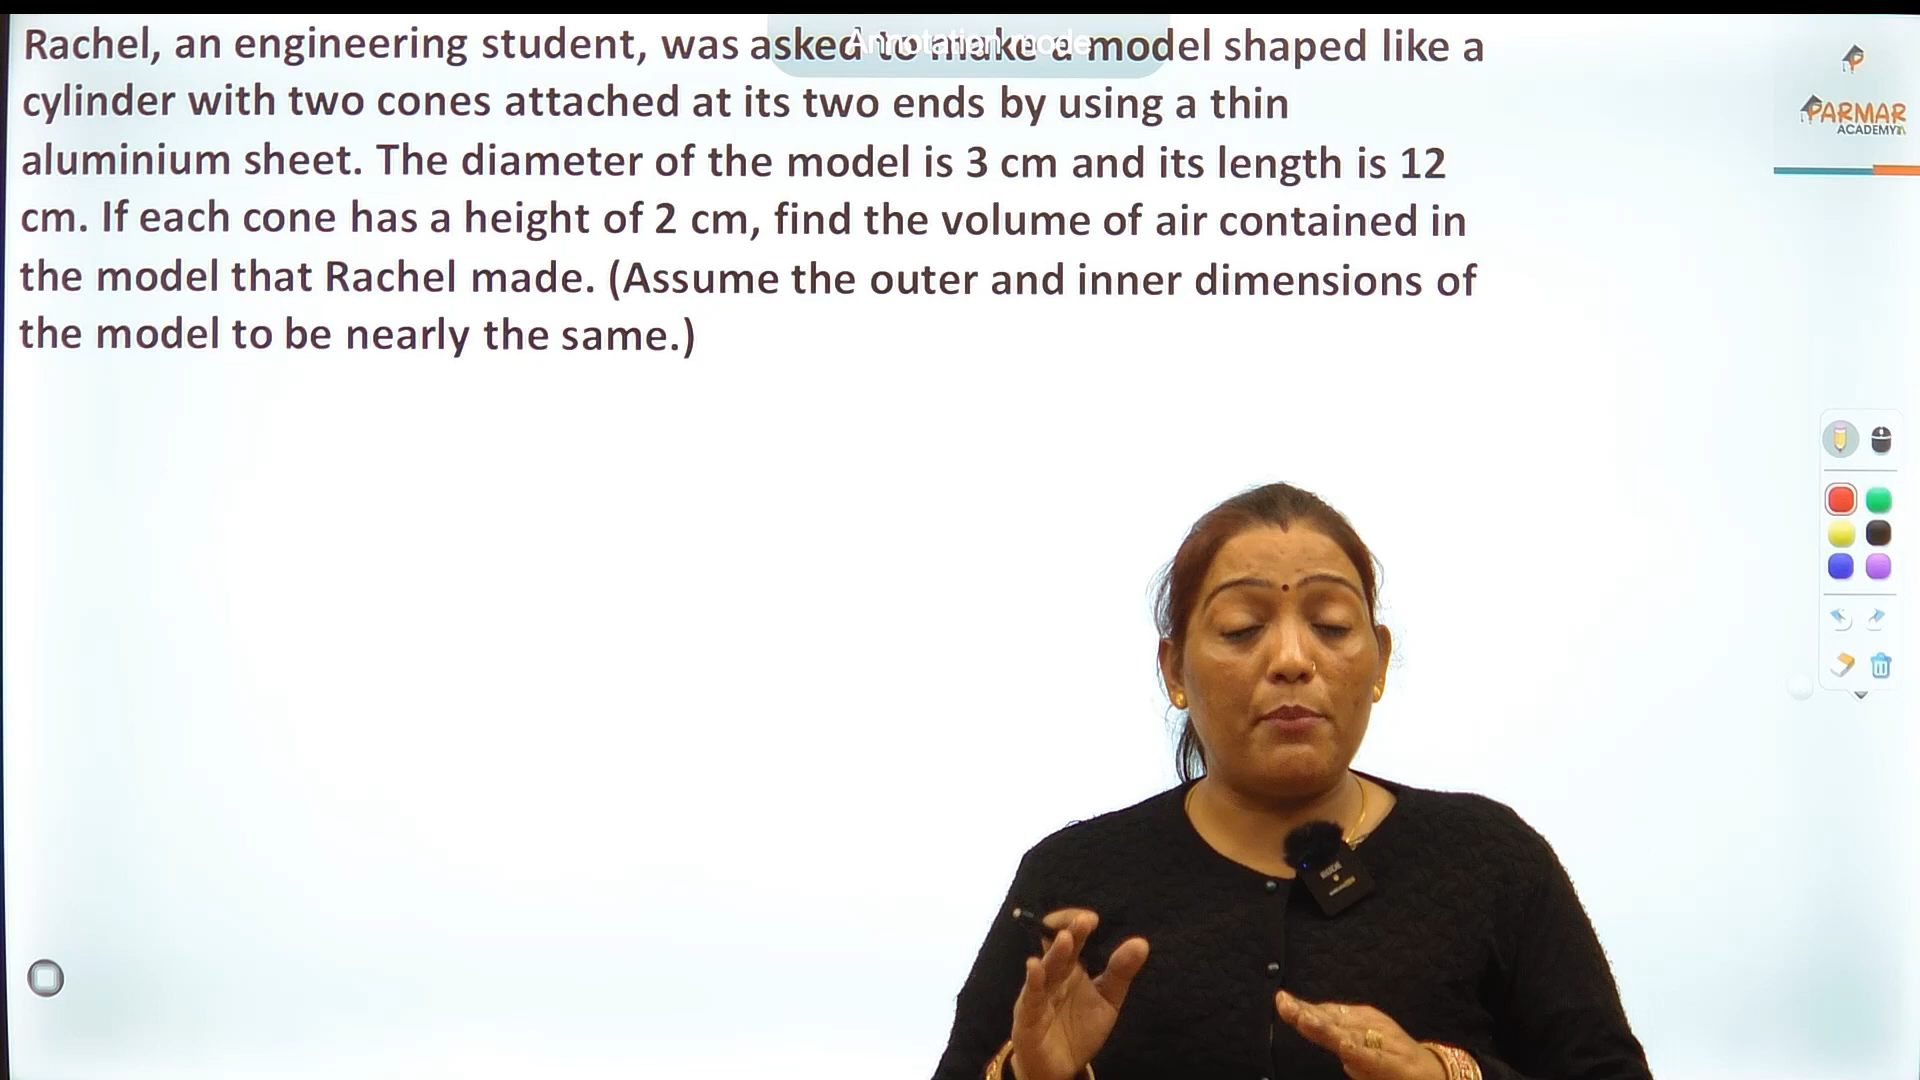 Rachel, an engineering student, was asked to make a model shaped like a
Annotation mode
cylinder with two cones attached at its two ends by using a thin
aluminium sheet. The diameter of the model is 3 cm and its length is 12
cm. If each cone has a height of 2 cm, find the volume of air contained in
the model that Rachel made. (Assume the outer and inner dimensions of
the model to be nearly the same.)
PARMAR
ACADEMY